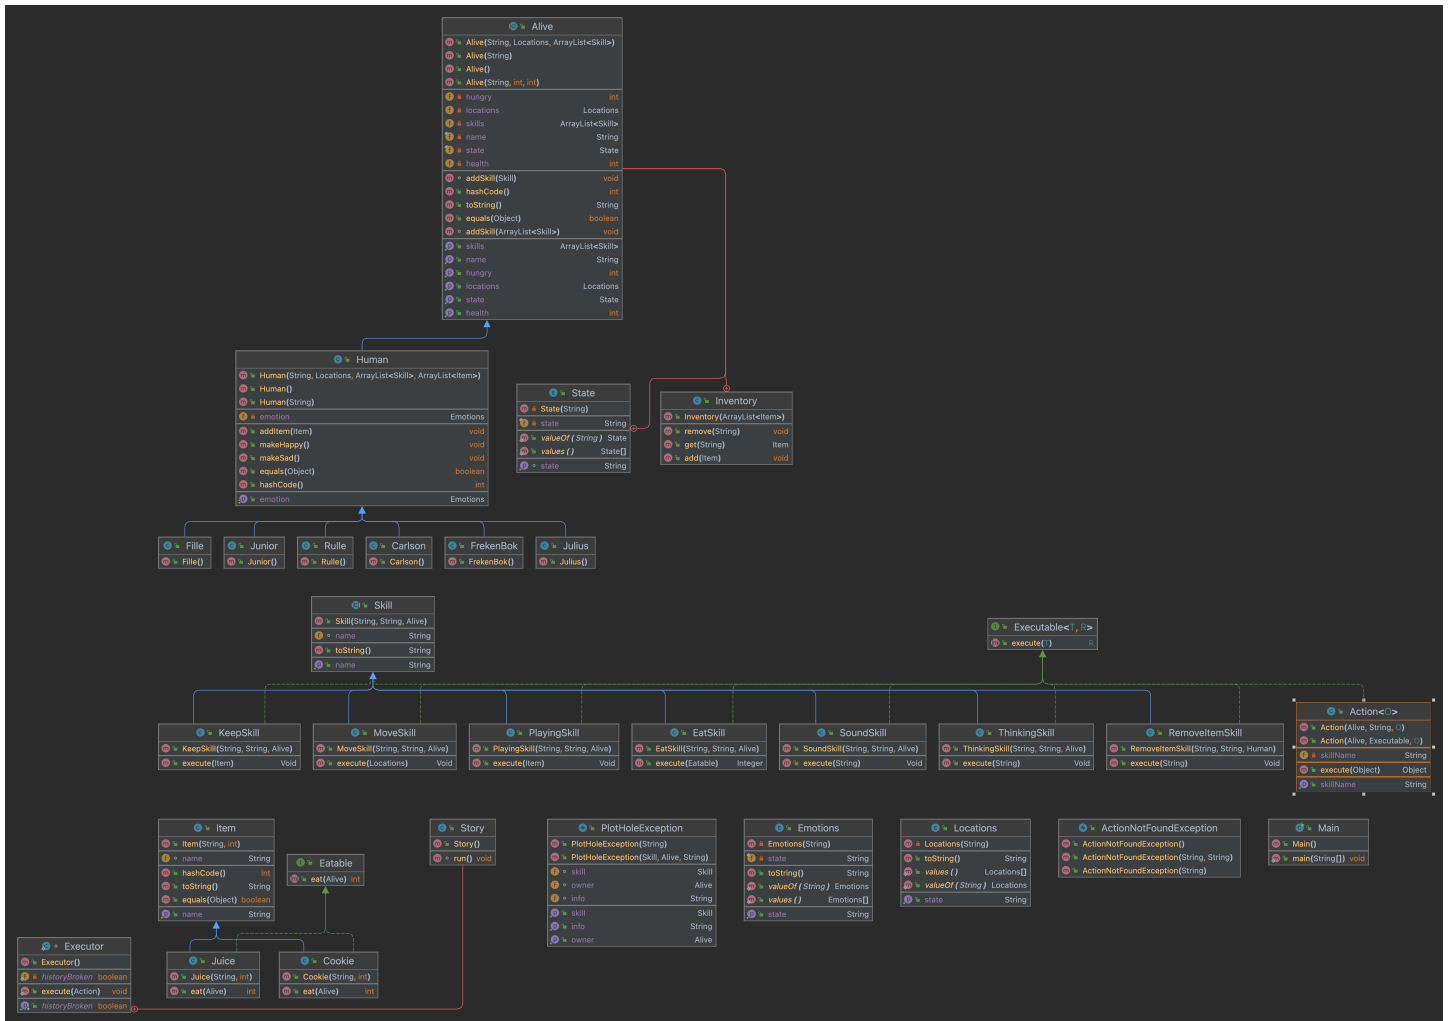 Alive
Alive(String, Locations, ArrayList<Skill>)
Alive(String)
Alive()
Alive(String, int, int)
hungry int
locations Locations
skills ArrayList<Skill>
name String
state State
health int
addSkill(Skill) void
hashCode() int
toString() String
equals(Object) boolean
addSkill(ArrayList<Skill>) void
skills ArrayList<Skill>
name String
hungry int
locations Locations
state State
health int
Human
Human(String, Locations, ArrayList<Skill>, ArrayList<Item>)
Human()
Human(String)
emotion Emotions
addItem(Item) void
makeHappy() void
makeSad() void
equals(Object) boolean
hashCode() int
emotion Emotions
State
State(String)
state String
valueOf(String) State
values() State[]
state String
Inventory
Inventory(ArrayList<Item>)
remove(String) void
get(String) Item
add(Item) void
Fille
Fille()
Junior
Junior()
Rulle
Rulle()
Carlson
Carlson()
FrekenBok
FrekenBok()
Julius
Julius()
Skill
Skill(String, String, Alive)
name String
toString() String
name String
Executable<T, R>
execute(T) R
KeepSkill
KeepSkill(String, String, Alive)
execute(Item) Void
MoveSkill
MoveSkill(String, String, Alive)
execute(Locations) Void
PlayingSkill
PlayingSkill(String, String, Alive)
execute(Item) Void
EatSkill
EatSkill(String, String, Alive)
execute(Eatable) Integer
SoundSkill
SoundSkill(String, String, Alive)
execute(String) Void
ThinkingSkill
ThinkingSkill(String, String, Alive)
execute(String) Void
RemoveItemSkill
RemoveItemSkill(String, String, Human)
execute(String) Void
Action<O>
Action(Alive, String, O)
Action(Alive, Executable, O)
skillName String
execute(Object) Object
skillName String
Item
Item(String, int)
name String
hashCode() int
toString() String
equals(Object) boolean
name String
Eatable
eat(Alive) int
Story
Story()
run() void
PlotHoleException
PlotHoleException(String)
PlotHoleException(Skill, Alive, String)
skill Skill
owner Alive
info String
skill Skill
info String
owner Alive
Emotions
Emotions(String)
state String
toString() String
valueOf(String) Emotions
values() Emotions[]
state String
Locations
Locations(String)
toString() String
values() Locations[]
valueOf(String) Locations
state String
ActionNotFoundException
ActionNotFoundException()
ActionNotFoundException(String, String)
ActionNotFoundException(String)
Main
Main()
main(String[]) void
Executor
Executor()
historyBroken boolean
execute(Action) void
historyBroken boolean
Juice
Juice(String, int)
eat(Alive) int
Cookie
Cookie(String, int)
eat(Alive) int